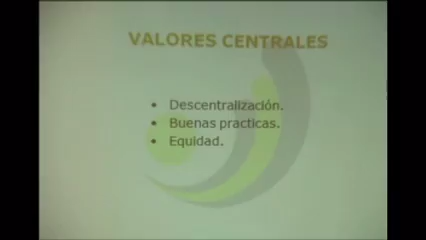 VALORES CENTRALES
• Descentralización.
• Buenas practicas.
• Equidad.